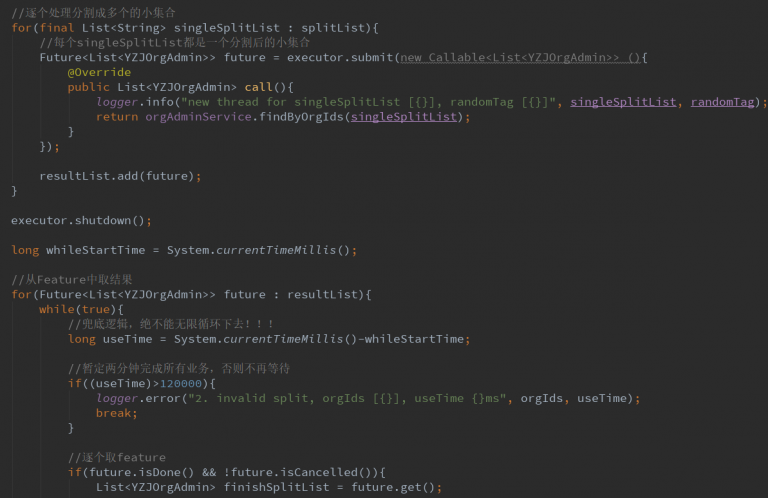 //逐个处理分割成多个的小集合
for(final List<String> singleSplitList : splitList){
//每个singleSplitList都是一个分割后的小集合
Future<List<YZJOrgAdmin>> future = executor.submit(new Callable<List<YZJOrgAdmin>> (){
@Override
public List<YZJOrgAdmin> call(){
logger.info("new thread for singleSplitList [{}], randomTag [{}]", singleSplitList, randomTag);
return orgAdminService.findByOrgIds(singleSplitList);
}
});
resultList.add(future);
}
executor.shutdown();
long whileStartTime = System.currentTimeMillis();
//从Feature中取结果
for(Future<List<YZJOrgAdmin>> future : resultList){
while(true){
//兜底逻辑，绝不能无限循环下去！！！
long useTime = System.currentTimeMillis()-whileStartTime;
//暂定两分钟完成所有业务，否则不再等待
if((useTime)>120000){
logger.error("2. invalid split, orgIds [{}], useTime {}ms", orgIds, useTime);
break;
}
//逐个取feature
if(future.isDone() && !future.isCancelled()){
List<YZJOrgAdmin> finishSplitList = future.get();